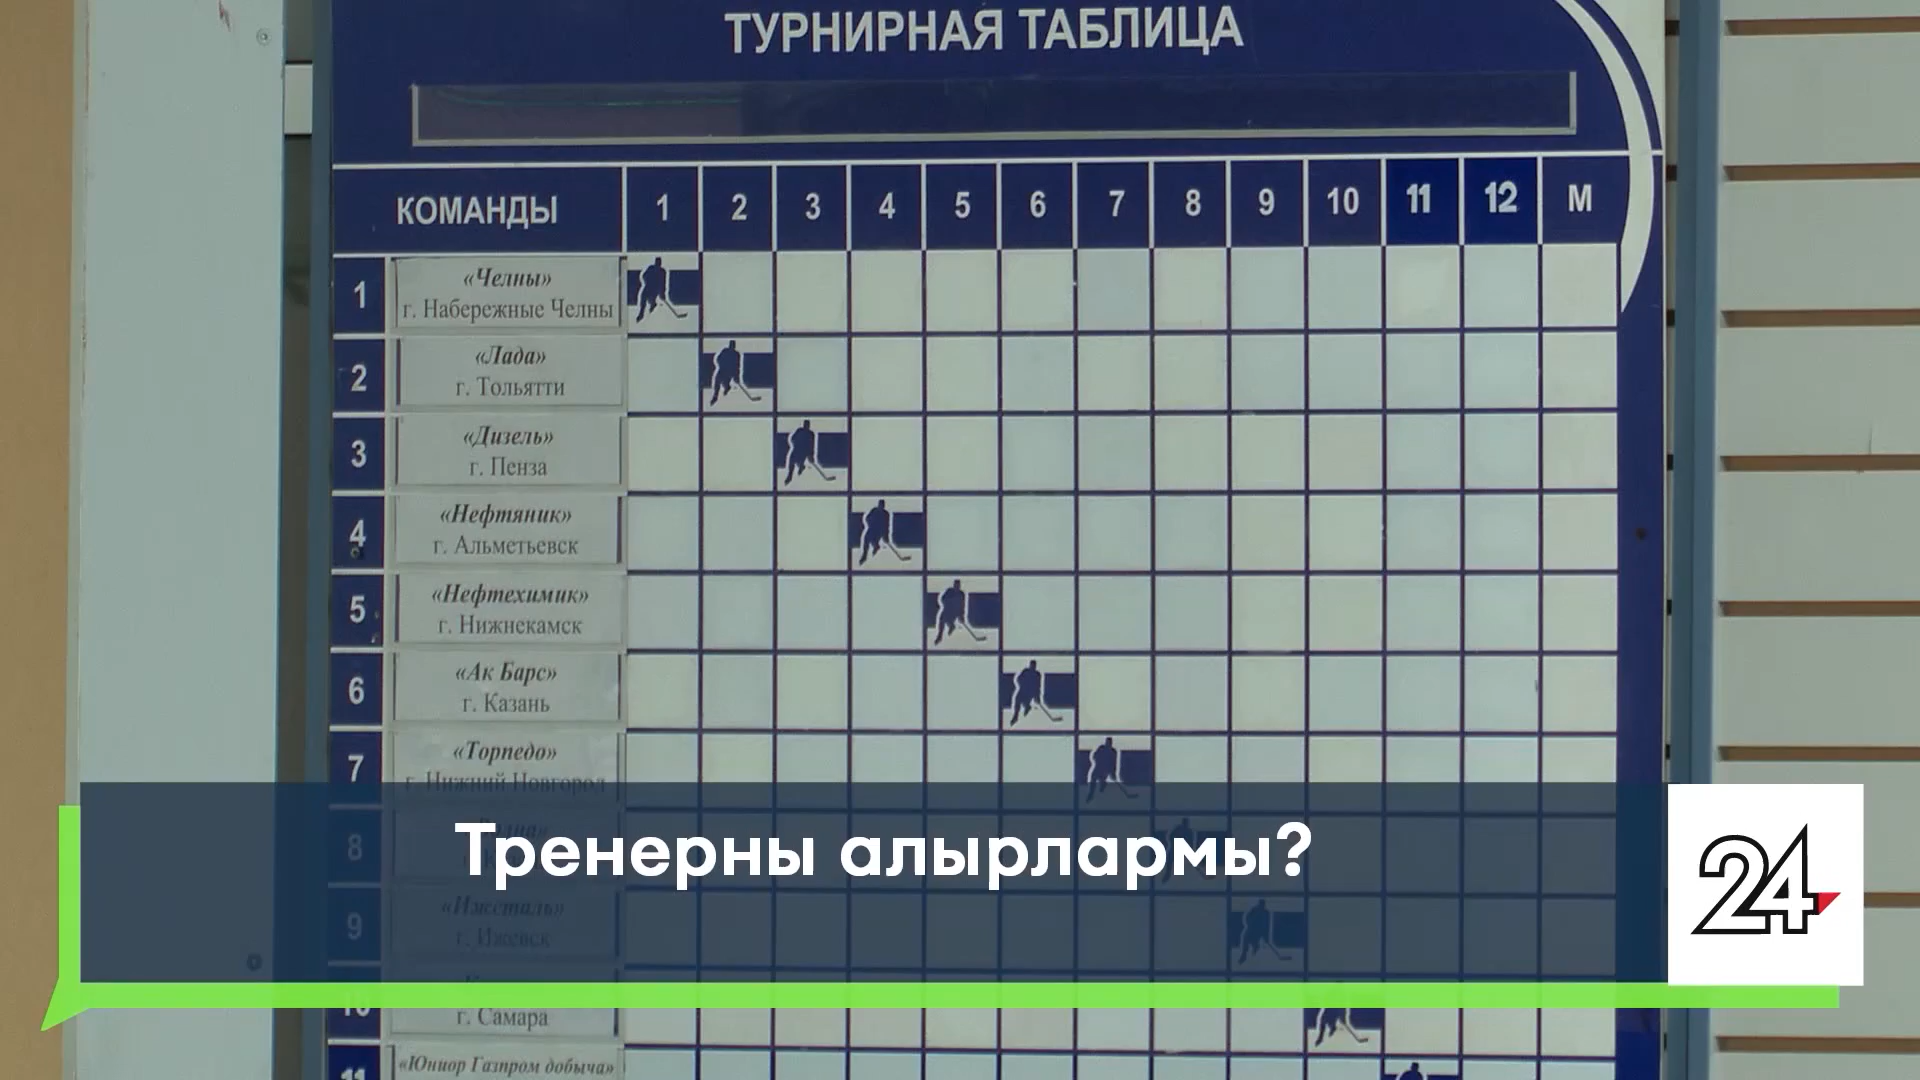 ТУРНИРНАЯ ТАБЛИЦА
КОМАНДЫ 1 2 3 4 5 6 7 8 9 10 11 12 М
1 «Челны»
г. Набережные Челны
2 «Лада»
г. Тольятти
3 «Дизель»
г. Пенза
4 «Нефтяник»
г. Альметьевск
5 «Нефтехимик»
г. Нижнекамск
6 «Ак Барс»
г. Казань
7 «Торпедо»
г. Нижний Новгород
8
Тренерны алырлармы?
24
9 «Ижсталь»
г. Ижевск
10
г. Самара
11 «Юниор Газпром добыча»